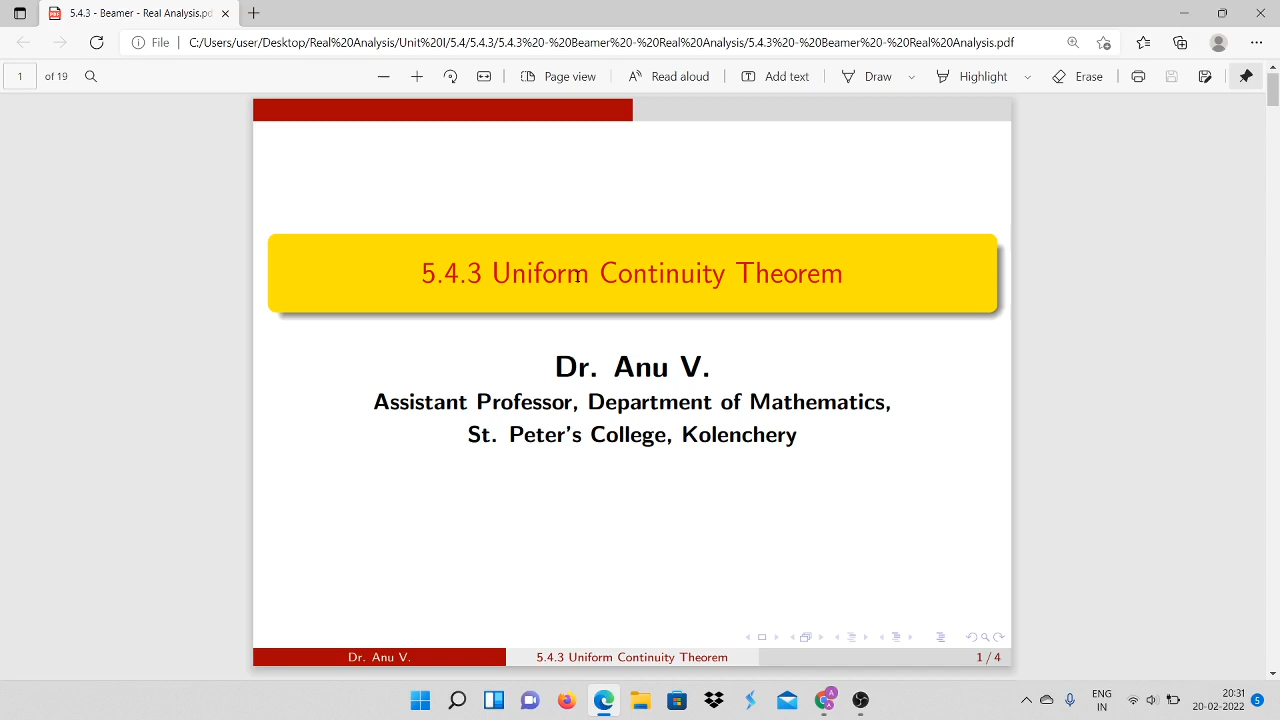 5.4.3 - Beamer - Real Analysis.pd
File
C:/Users/user/Desktop/Real%20Analysis/Unit%20I/5.4/5.4.3/5.4.3%20-%20Beamer%20-%20Real%20Analysis/5.4.3%20-%20Beamer%20-%20Real%20Analysis.pdf
1 of 19
Page view
Read aloud
Add text
Draw
Highlight
Erase
5.4.3 Uniform Continuity Theorem
Dr. Anu V.
Assistant Professor, Department of Mathematics,
St. Peter's College, Kolenchery
Dr. Anu V. 5.4.3 Uniform Continuity Theorem 1 / 4
ENG
IN
20:31
20-02-2022
5